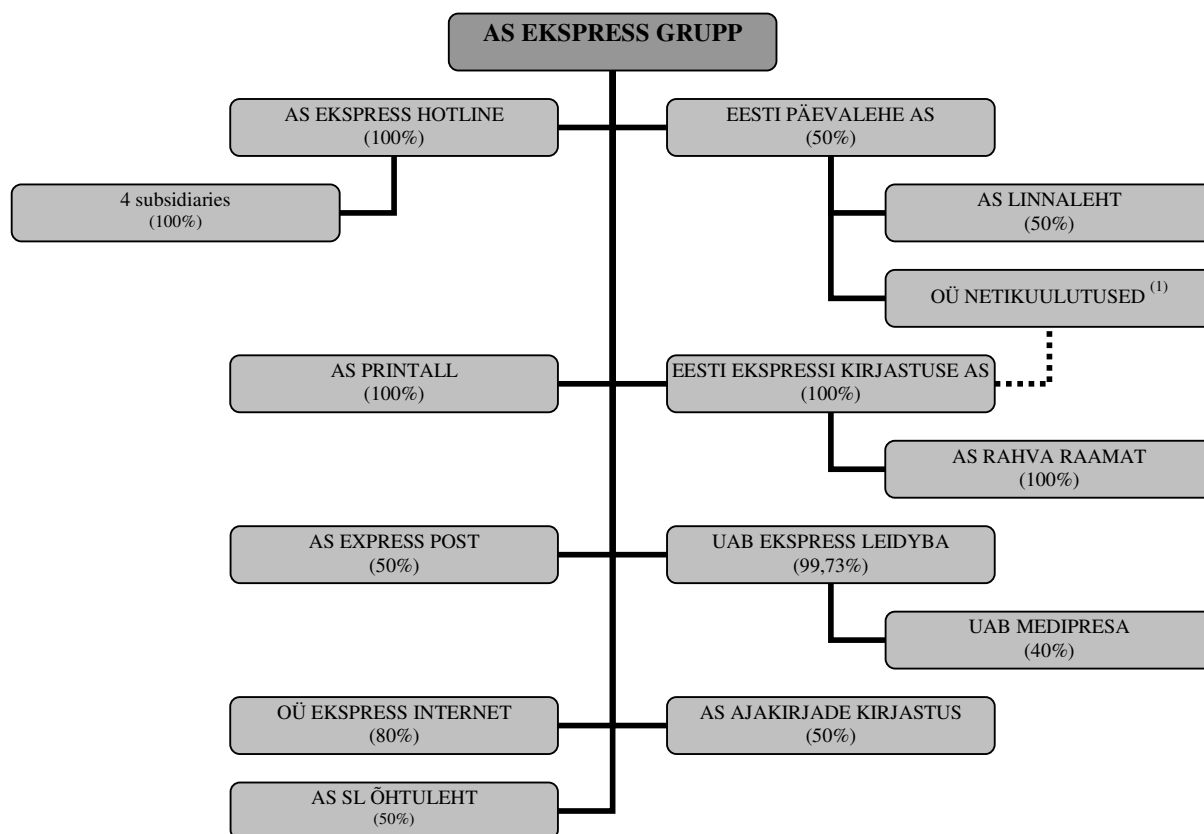 AS EKSPRESS GRUPP
AS EKSPRESS HOTLINE
(100%)
EESTI PÄEVALEHE AS
(50%)
4 subsidiaries
(100%)
AS LINNALEHT
(50%)
OÜ NETIKUULUTUSED (1)
AS PRINTALL
(100%)
EESTI EKSPRESSI KIRJASTUSE AS
(100%)
AS RAHVA RAAMAT
(100%)
AS EXPRESS POST
(50%)
UAB EKSPRESS LEIDYBA
(99,73%)
UAB MEDIPRESA
(40%)
OÜ EKSPRESS INTERNET
(80%)
AS AJAKIRJADE KIRJASTUS
(50%)
AS SL ÕHTULEHT
(50%)